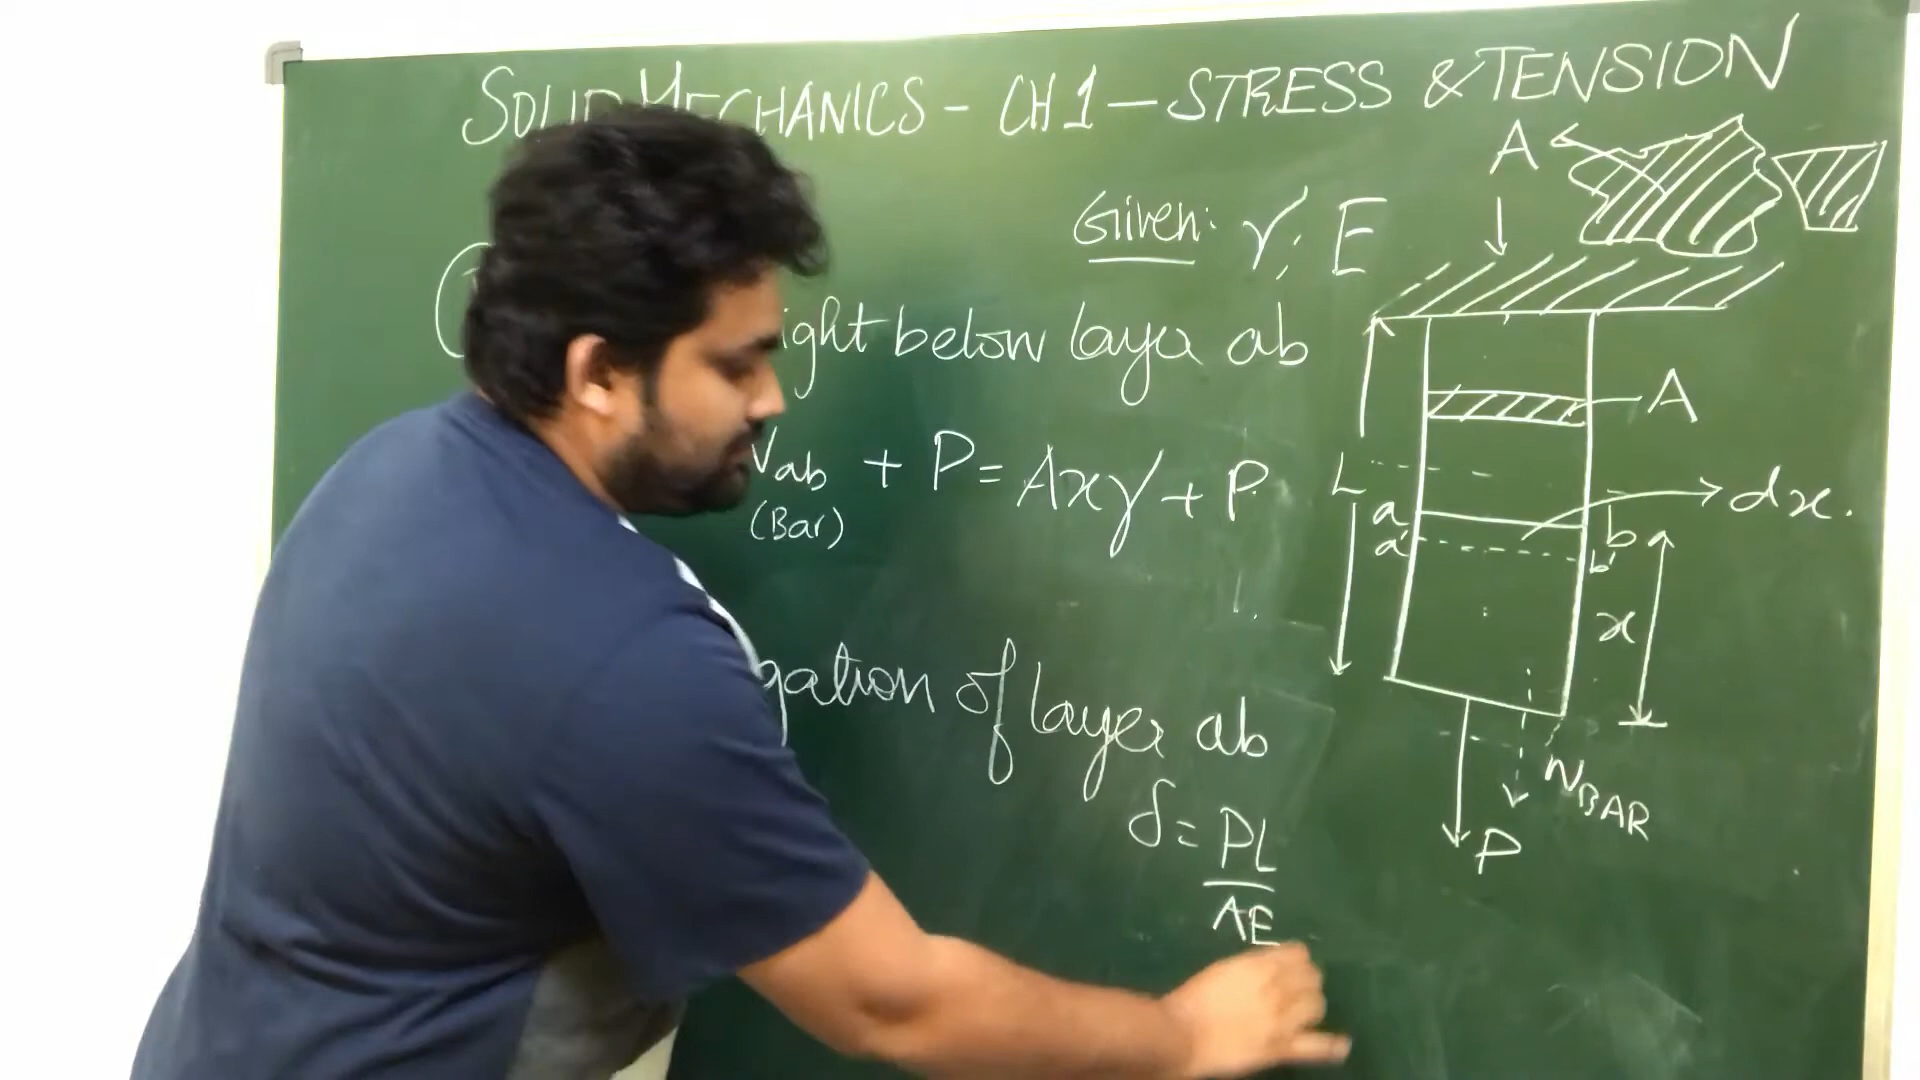 SOLID MECHANICS - CH 1 - STRESS & TENSION
A
Given: γ, E
ight below layer ab
A
Vab + P = Axγ + P
(Bar)
L
a
b
dx.
a'
b'
x
gation of layer ab
δ = PL
AE
WBAR
P